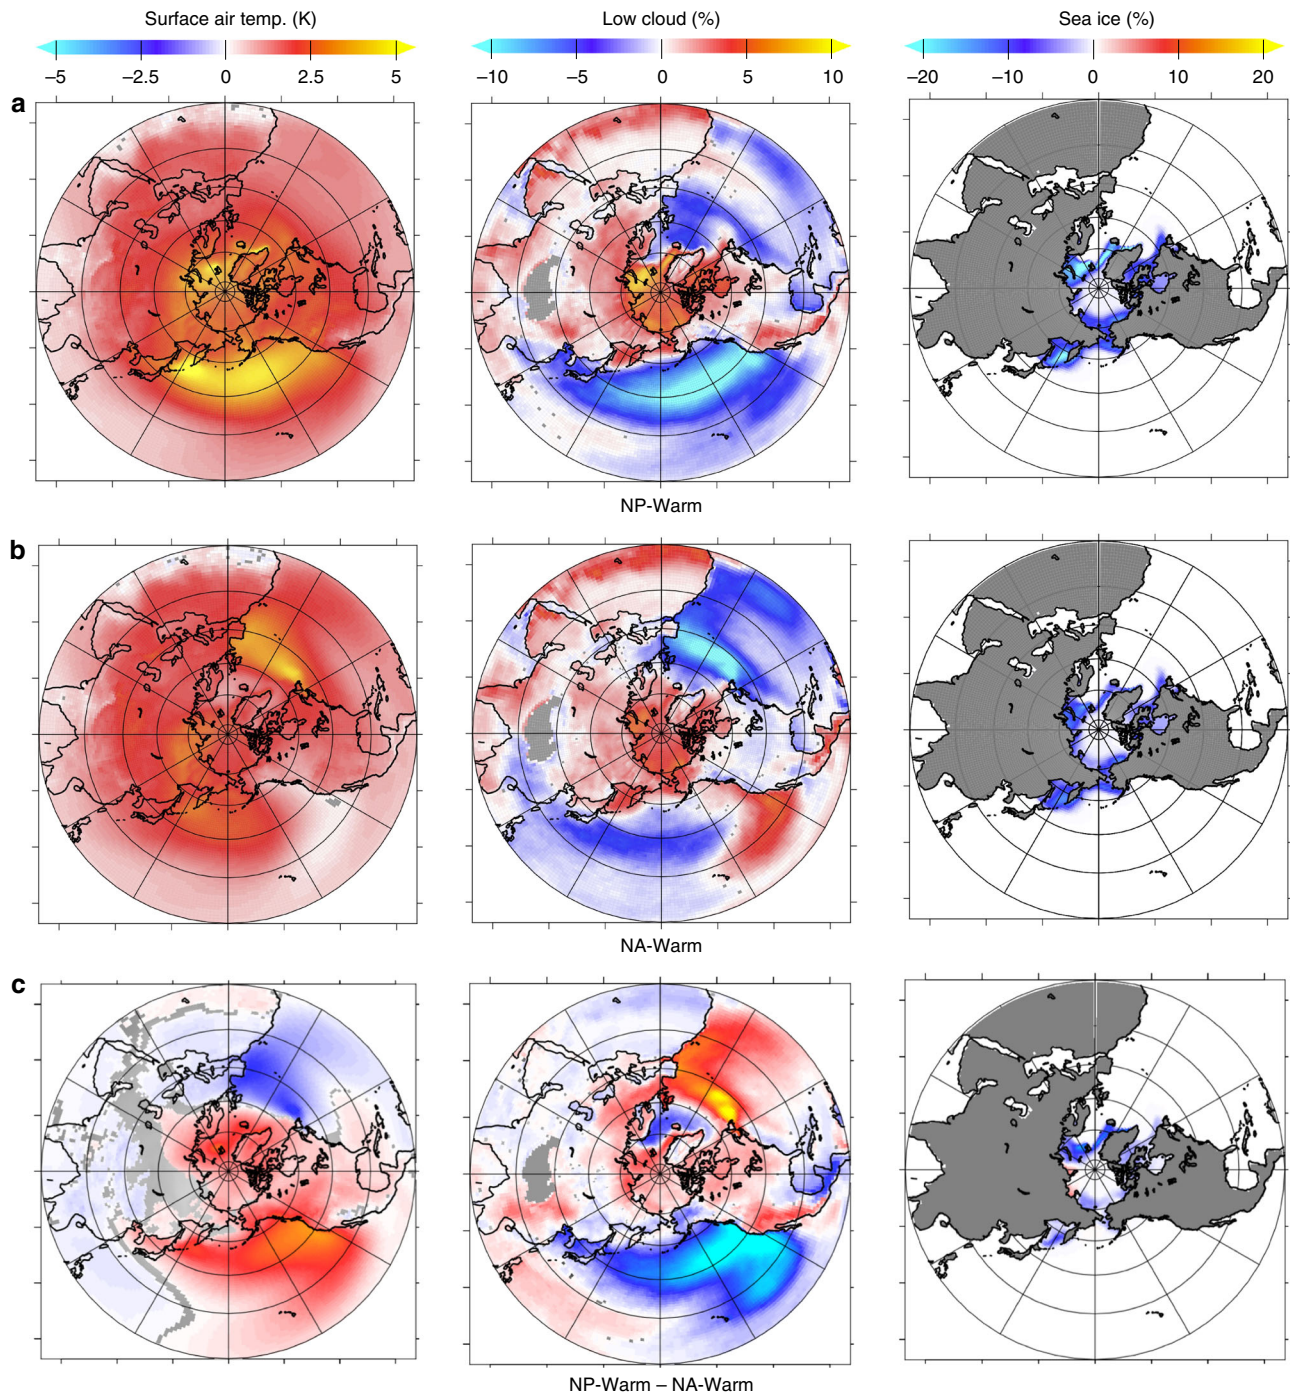 Surface air temp. (K) Low cloud (%) Sea ice (%)
−5 −2.5 0 2.5 5 −10 −5 0 5 10 −20 −10 0 10 20
a
NP-Warm
b
NA-Warm
c
NP-Warm – NA-Warm